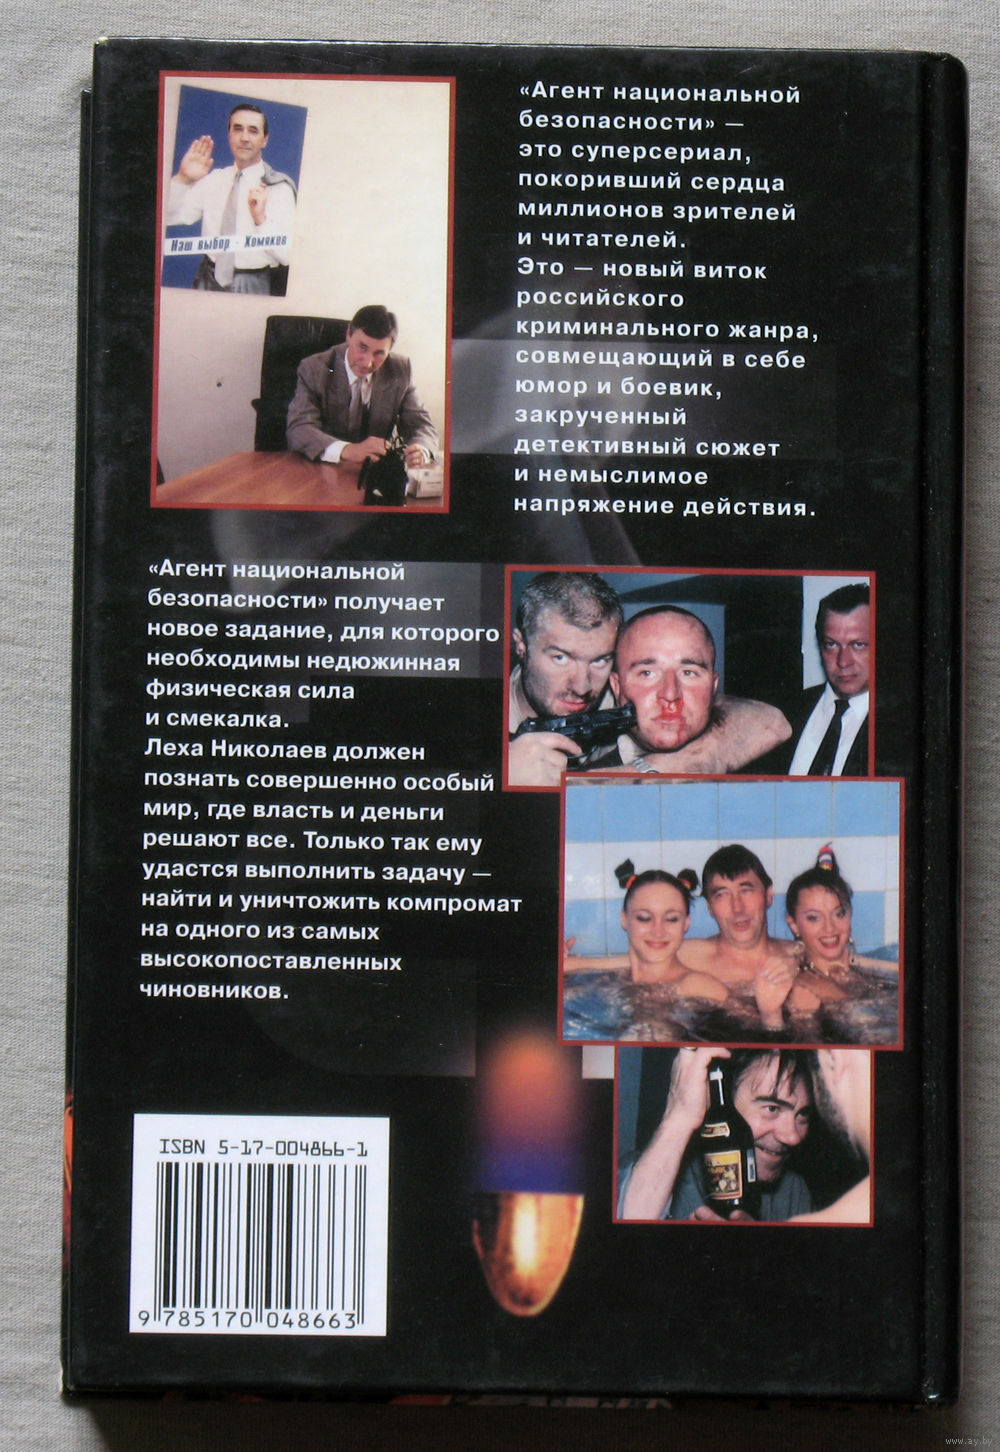 «Агент национальной
безопасности» —
это суперсериал,
покоривший сердца
миллионов зрителей
и читателей.
Это — новый виток
российского
криминального жанра,
совмещающий в себе
юмор и боевик,
закрученный
детективный сюжет
и немыслимое
напряжение действия.
Наш выбор - Хомяков
«Агент национальной
безопасности» получает
новое задание, для которого
необходимы недюжинная
физическая сила
и смекалка.
Леха Николаев должен
познать совершенно особый
мир, где власть и деньги
решают все. Только так ему
удастся выполнить задачу —
найти и уничтожить компромат
на одного из самых
высокопоставленных
чиновников.
ISBN 5-17-004866-1
9 785170 048663
www.ay.by